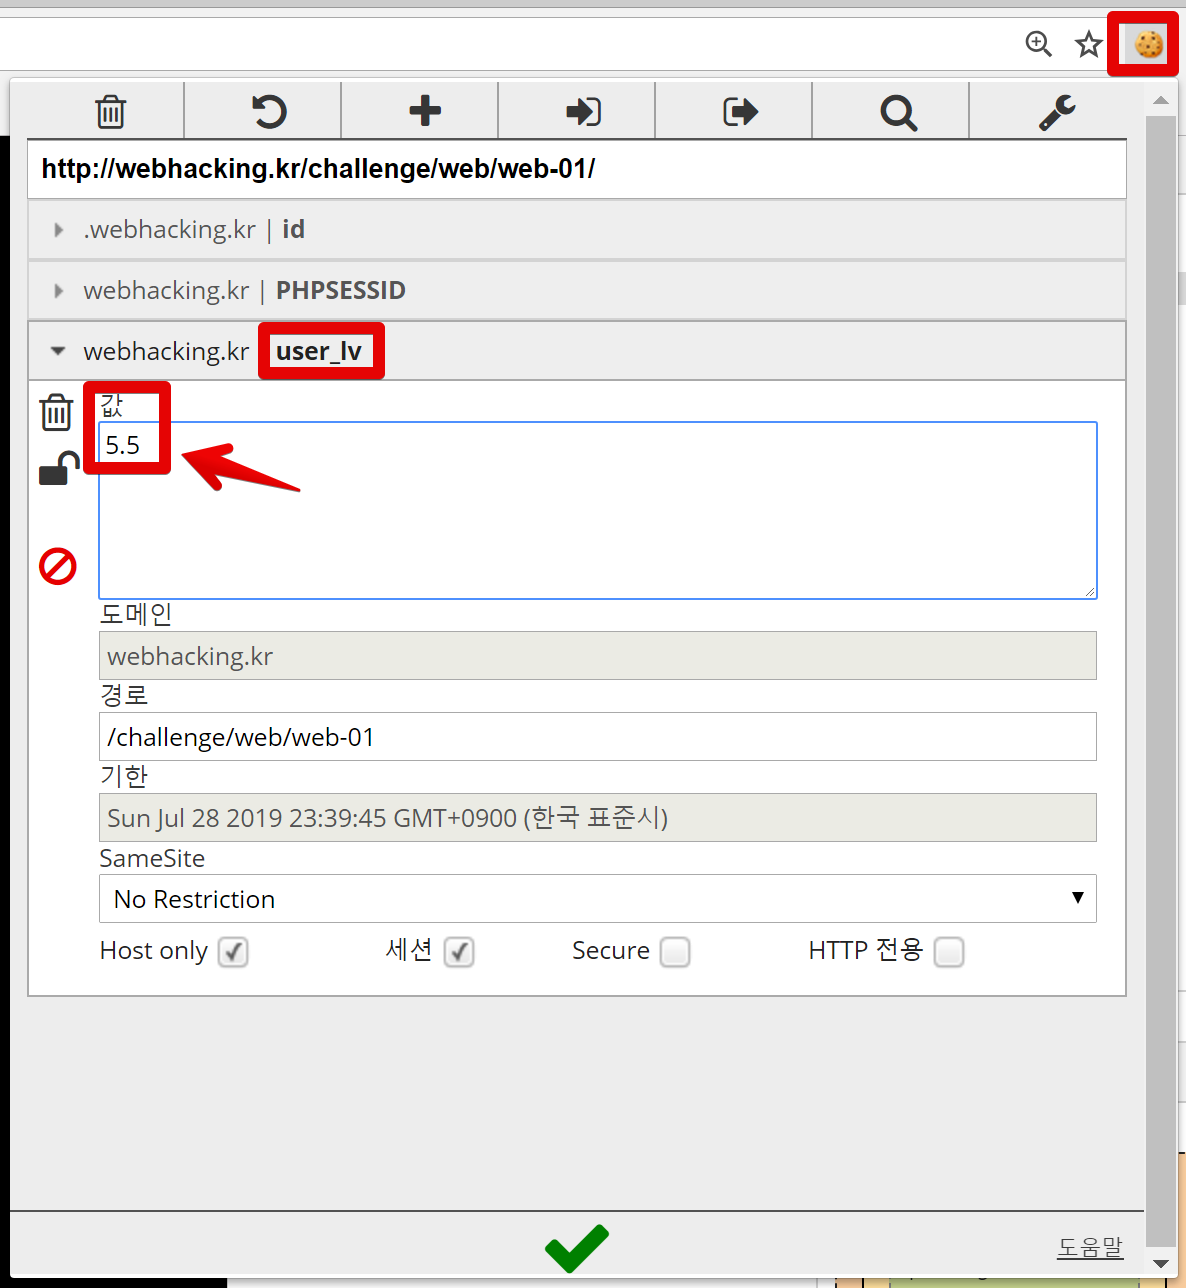 http://webhacking.kr/challenge/web/web-01/
.webhacking.kr | id
webhacking.kr | PHPSESSID
webhacking.kr user_lv
값
5.5
도메인
webhacking.kr
경로
/challenge/web/web-01
기한
Sun Jul 28 2019 23:39:45 GMT+0900 (한국 표준시)
SameSite
No Restriction
Host only 세션 Secure HTTP 전용
도움말